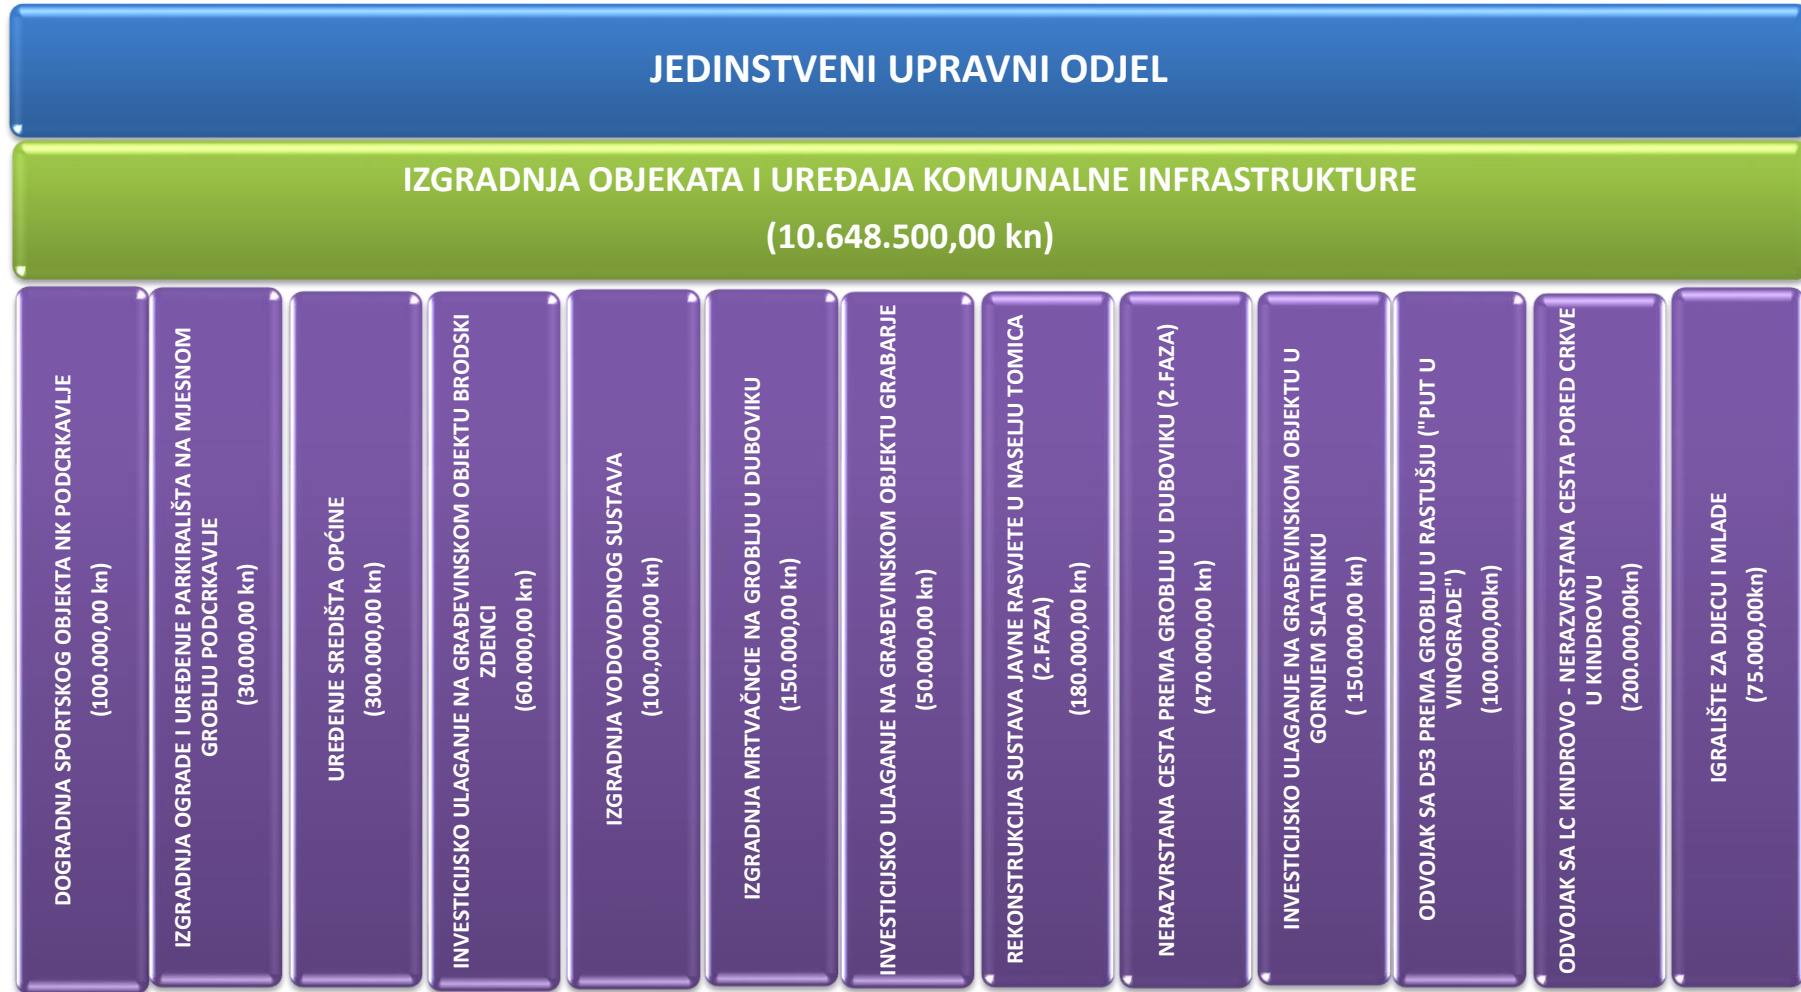 JEDINSTVENI UPRAVNI ODJEL
IZGRADNJA OBJEKATA I UREĐAJA KOMUNALNE INFRASTRUKTURE
(10.648.500,00 kn)
DOGRADNJA SPORTSKOG OBJEKTA NK PODCRKAVLJE
(100.000,00 kn)
IZGRADNJA OGRADE I UREĐENJE PARKIRALIŠTA NA MJESNOM
GROBLJU PODCRKAVLJE
(30.000,00 kn)
UREĐENJE SREDIŠTA OPĆINE
(300.000,00 kn)
INVESTICIJSKO ULAGANJE NA GRAĐEVINSKOM OBJEKTU BRODSKI
ZDENCI
(60.000,00 kn)
IZGRADNJA VODOVODNOG SUSTAVA
(100.,000,00 kn)
IZGRADNJA MRTVAČNCIE NA GROBLJU U DUBOVIKU
(150.000,00 kn)
INVESTICIJSKO ULAGANJE NA GRAĐEVINSKOM OBJEKTU GRABARJE
(50.000,00 kn)
REKONSTRUKCIJA SUSTAVA JAVNE RASVJETE U NASELJU TOMICA
(2.FAZA)
(180.000,00 kn)
NERAZVRSTANA CESTA PREMA GROBLJU U DUBOVIKU (2.FAZA)
(470.000,00 kn)
INVESTICIJSKO ULAGANJE NA GRAĐEVINSKOM OBJEKTU U
GORNJEM SLATINIKU
( 150.000,00 kn)
ODVOJAK SA D53 PREMA GROBLJU U RASTUŠJU ("PUT U
VINOGRADE")
(100.000,00kn)
ODVOJAK SA LC KINDROVO - NERAZVRSTANA CESTA PORED CRKVE
U KINDROVU
(200.000,00kn)
IGRALIŠTE ZA DJECU I MLADE
(75.000,00kn)